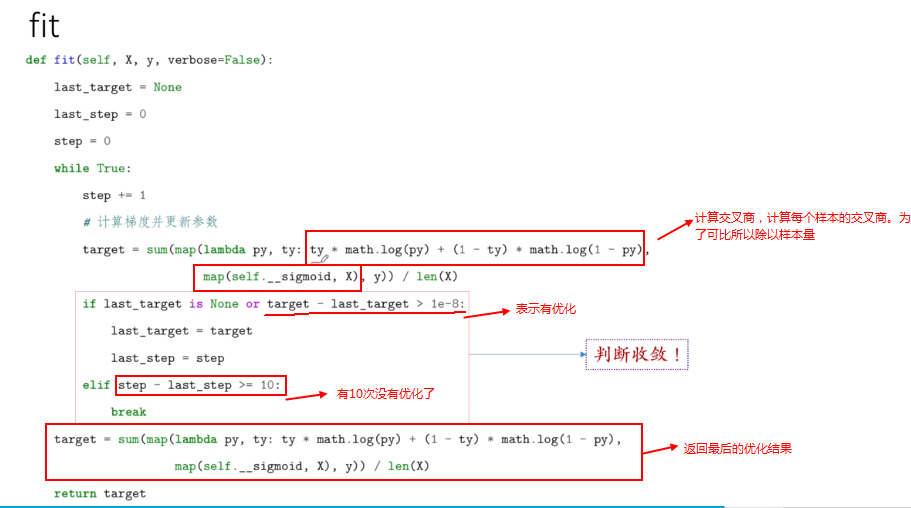 fit
def fit(self, X, y, verbose=False):
last_target = None
last_step = 0
step = 0
while True:
step += 1
# 计算梯度并更新参数
target = sum(map(lambda py, ty: ty * math.log(py) + (1 - ty) * math.log(1 - py),
map(self.__sigmoid, X), y)) / len(X)
计算交叉商，计算每个样本的交叉商。为
了可比所以除以样本量
if last_target is None or target - last_target > 1e-8:
表示有优化
last_target = target
last_step = step
判断收敛！
elif step - last_step >= 10:
有10次没有优化了
break
target = sum(map(lambda py, ty: ty * math.log(py) + (1 - ty) * math.log(1 - py),
map(self.__sigmoid, X), y)) / len(X)
返回最后的优化结果
return target